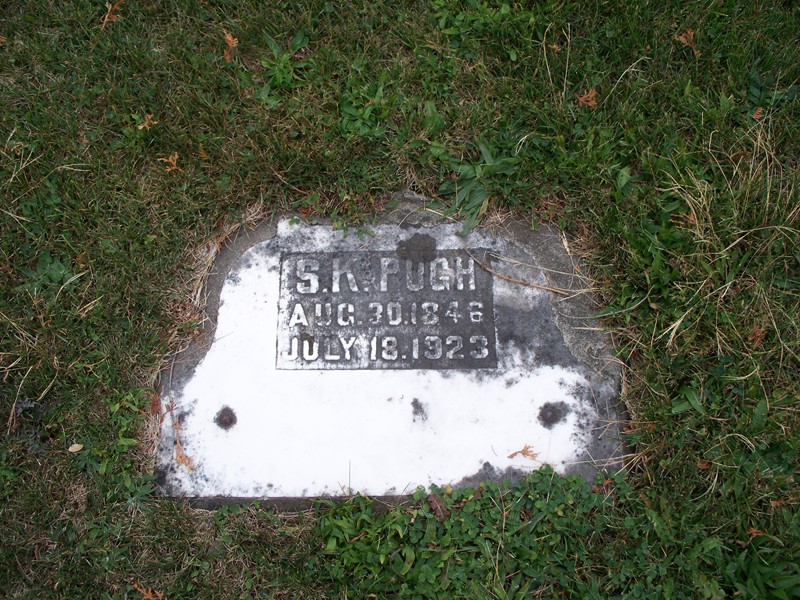 S.K. PUGH
AUG. 30. 1846
JULY 18. 1923